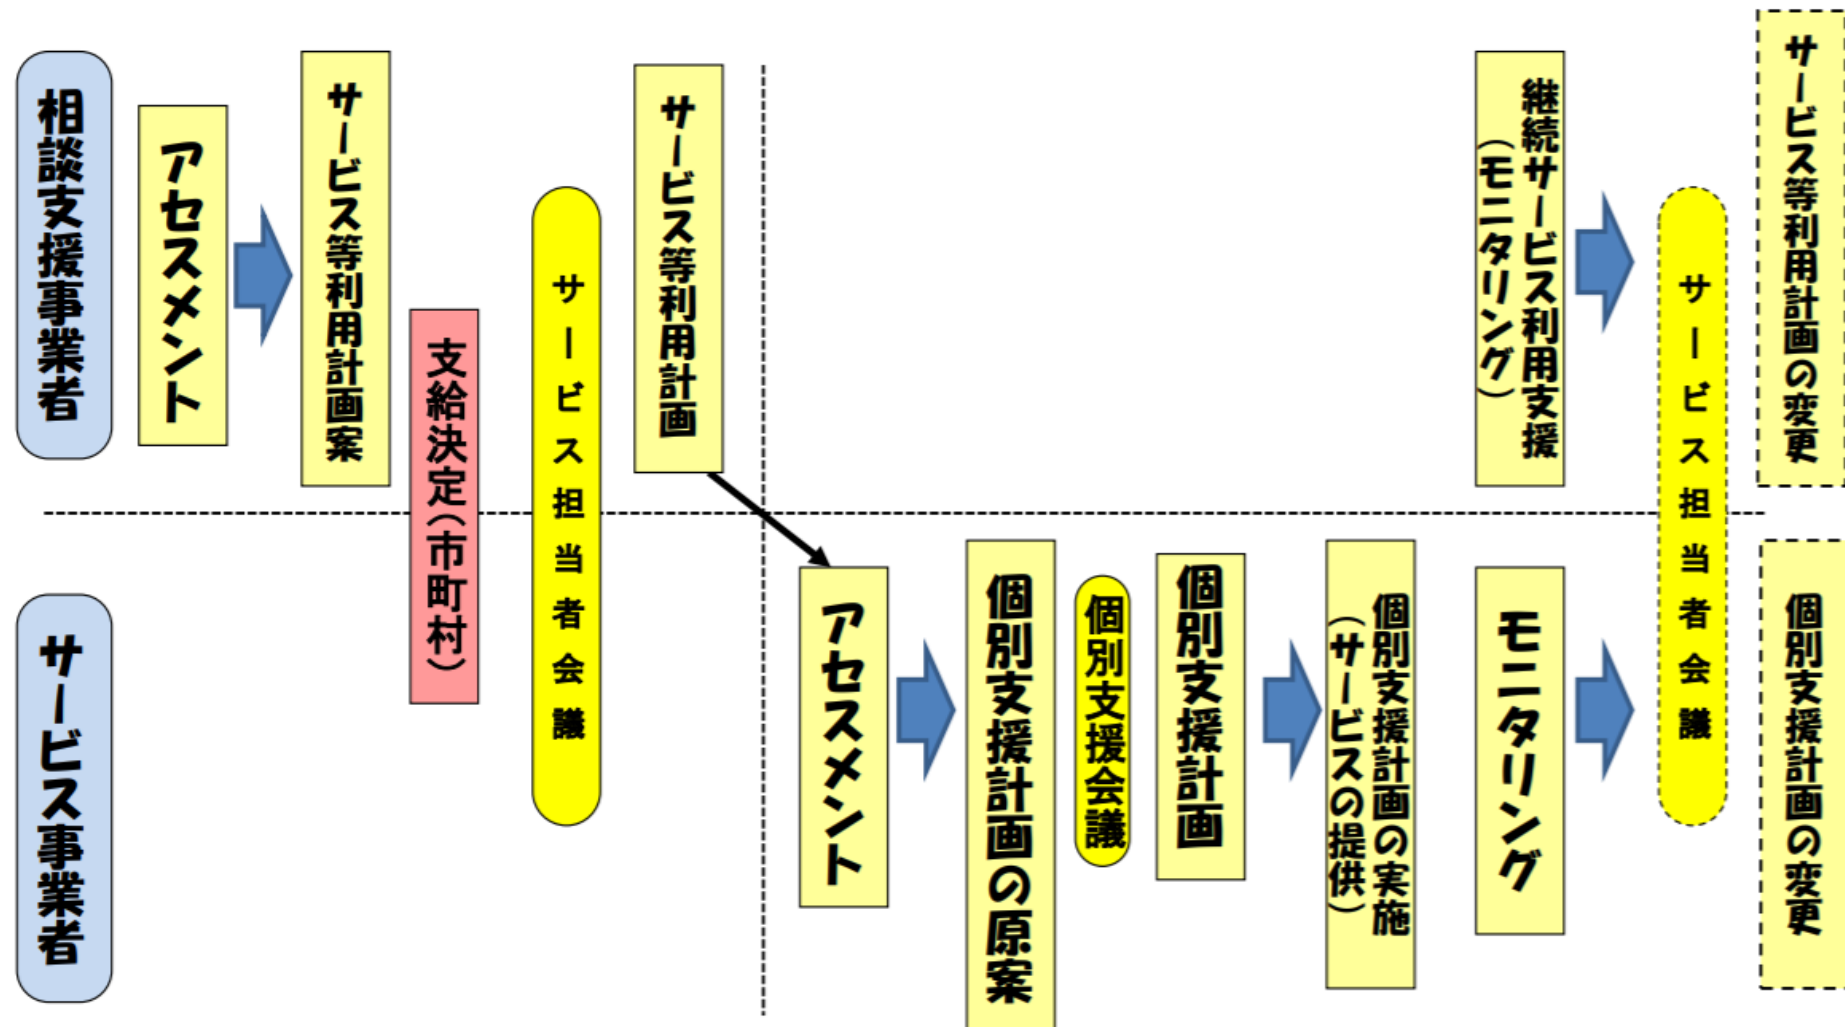 相談支援事業者
アセスメント
サービス等利用計画案
支給決定(市町村)
サービス担当者会議
サービス等利用計画
継続サービス利用支援
(モニタリング)
サービス担当者会議
サービス等利用計画の変更
サービス事業者
アセスメント
個別支援計画の原案
個別支援会議
個別支援計画
個別支援計画の実施
(サービスの提供)
モニタリング
個別支援計画の変更